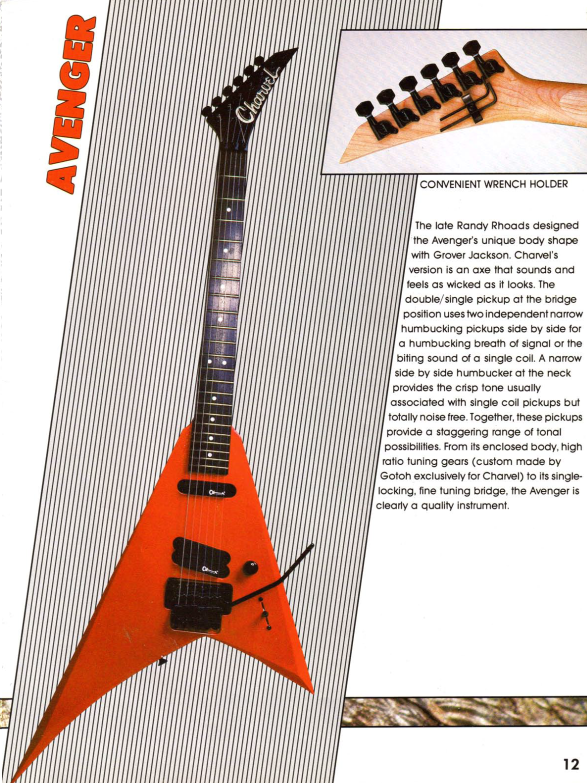 AVENGER
Charvel
CONVENIENT WRENCH HOLDER
The late Randy Rhoads designed
the Avenger's unique body shape
with Grover Jackson. Charvel's
version is an axe that sounds and
feels as wicked as it looks. The
double/single pickup at the bridge
position uses two independent narrow
humbucking pickups side by side for
a humbucking breath of signal or the
biting sound of a single coil. A narrow
side by side humbucker at the neck
provides the crisp tone usually
associated with single coil pickups but
totally noise free. Together, these pickups
provide a staggering range of tonal
possibilities. From its enclosed body, high
ratio tuning gears (custom made by
Gotoh exclusively for Charvel) to its single-
locking, fine tuning bridge, the Avenger is
clearly a quality instrument.
12